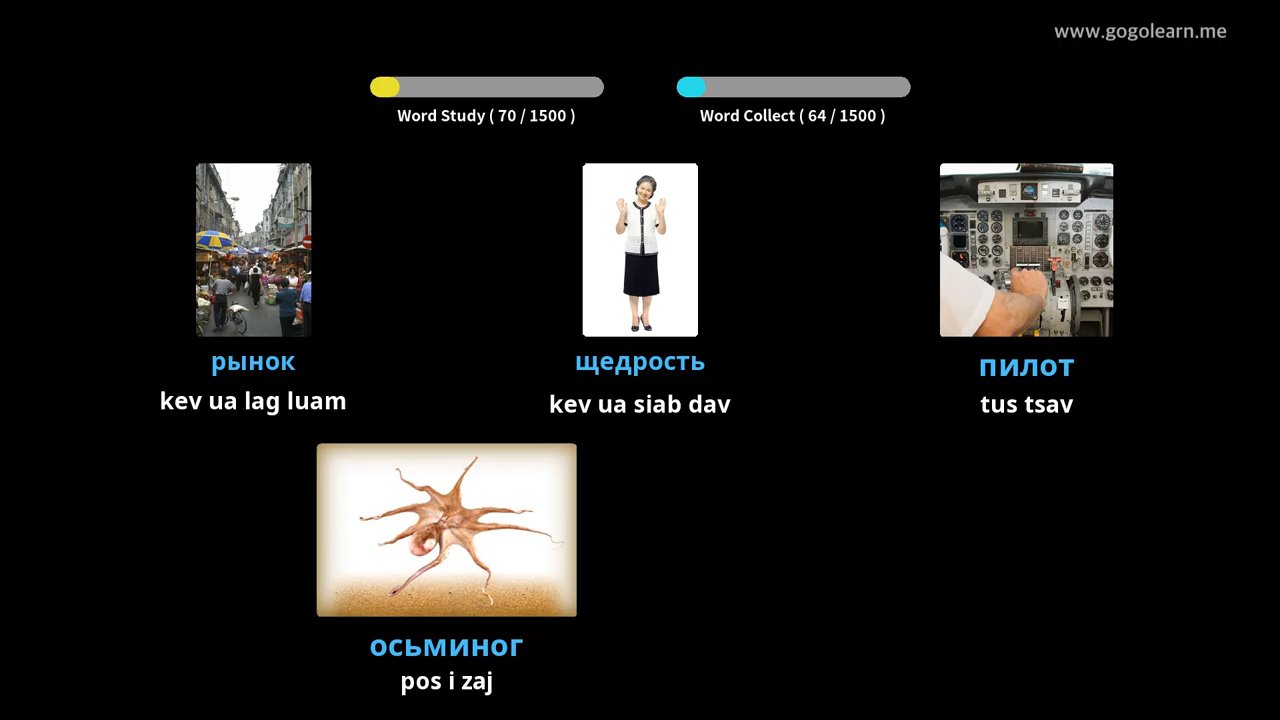 www.gogolearn.me
Word Study ( 70 / 1500 )
Word Collect ( 64 / 1500 )
рынок
щедрость
пилот
kev ua lag luam
kev ua siab dav
tus tsav
осьминог
pos i zaj